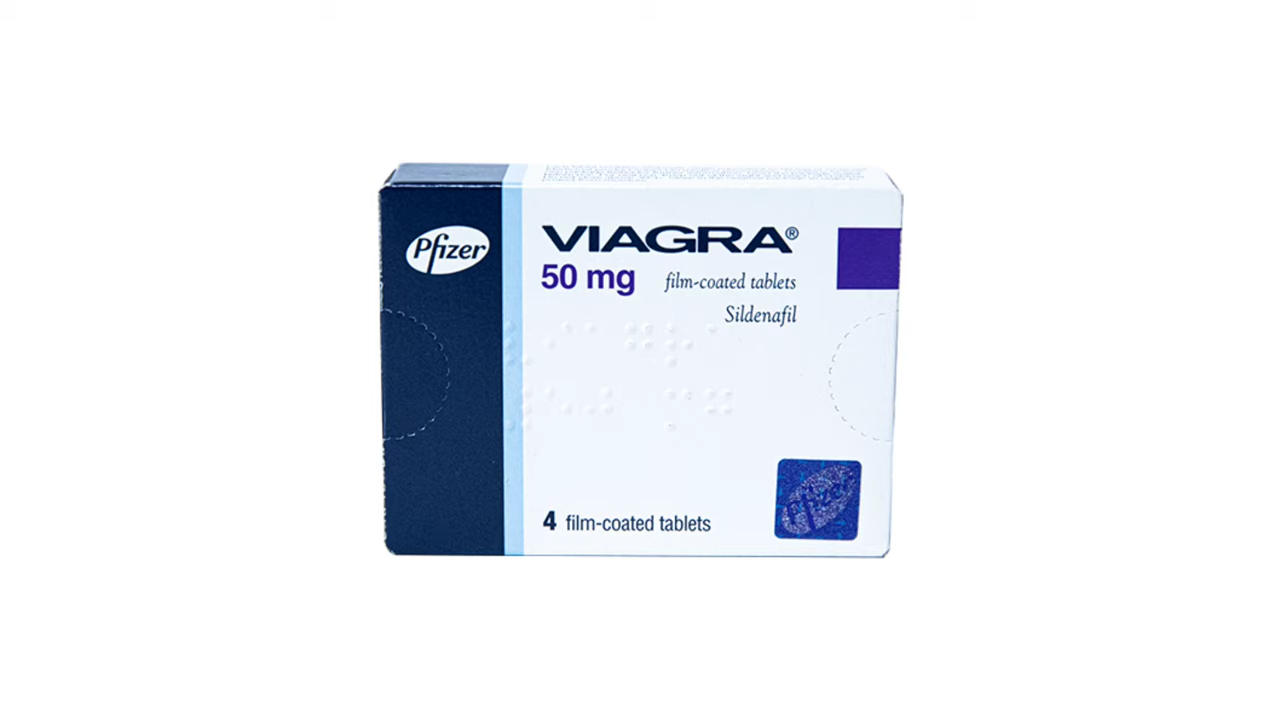 Pfizer
VIAGRA®
50 mg film-coated tablets
Sildenafil
4 film-coated tablets
Pfizer